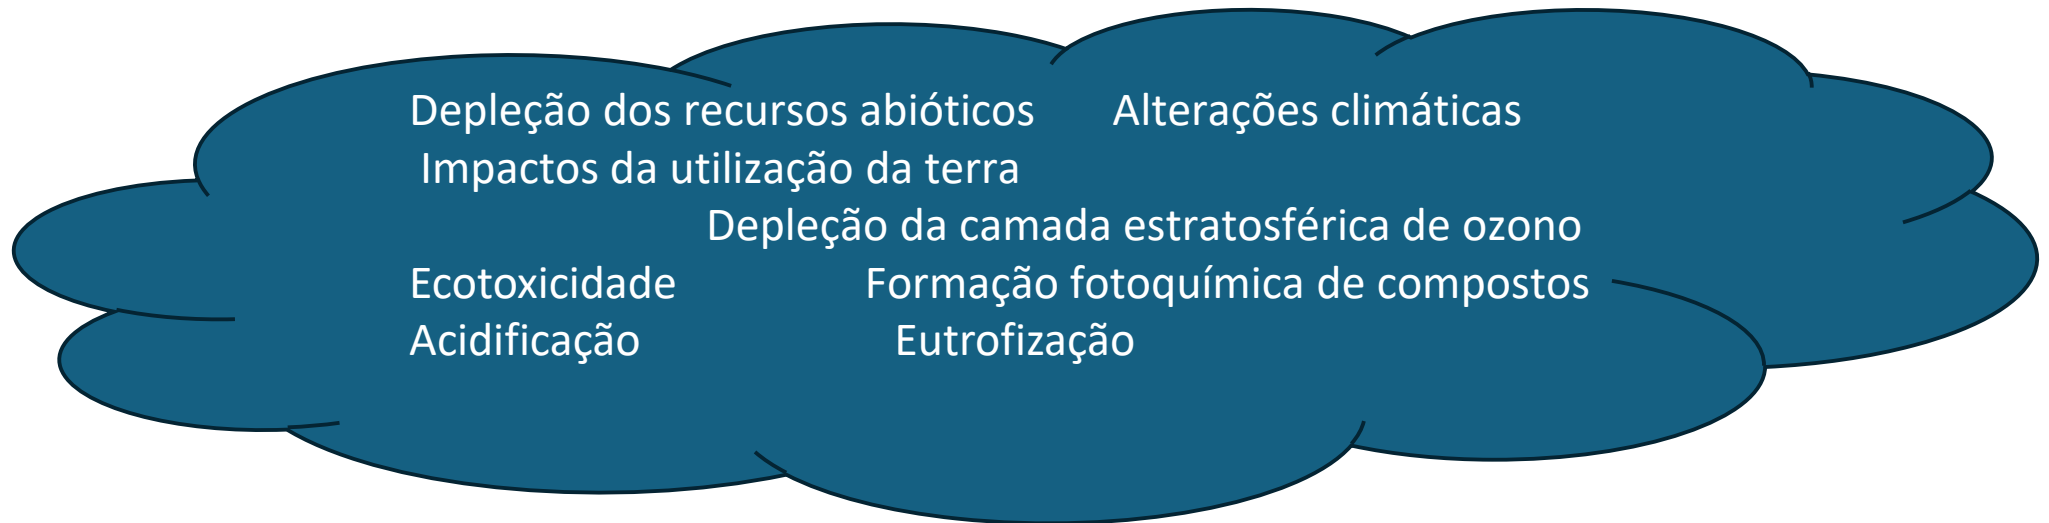 Depleção dos recursos abióticos Alterações climáticas
Impactos da utilização da terra
Depleção da camada estratosférica de ozono
Ecotoxicidade Formação fotoquímica de compostos
Acidificação Eutrofização